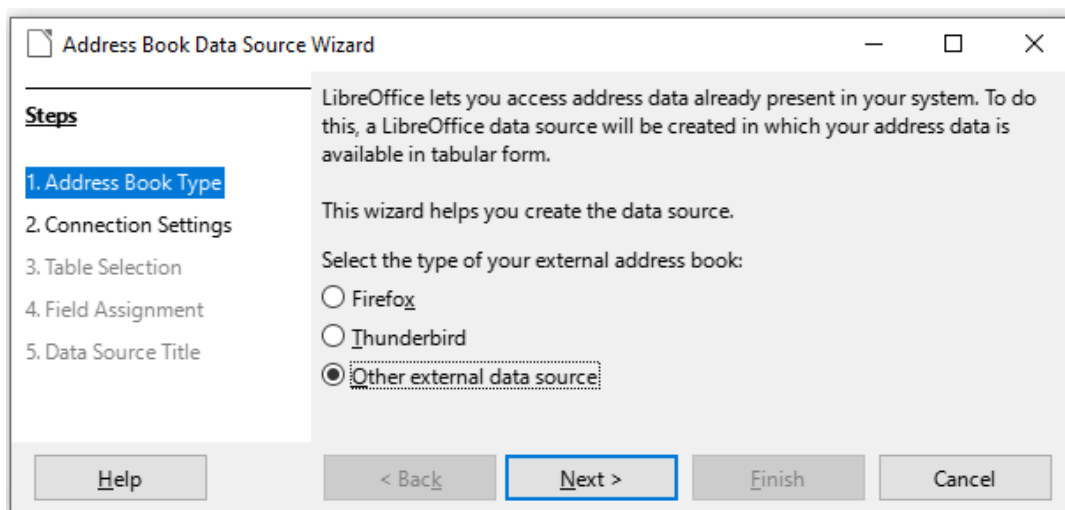 Address Book Data Source Wizard
Steps
1. Address Book Type
2. Connection Settings
3. Table Selection
4. Field Assignment
5. Data Source Title
LibreOffice lets you access address data already present in your system. To do
this, a LibreOffice data source will be created in which your address data is
available in tabular form.
This wizard helps you create the data source.
Select the type of your external address book:
Firefox
Thunderbird
Other external data source
Help
< Back
Next >
Finish
Cancel